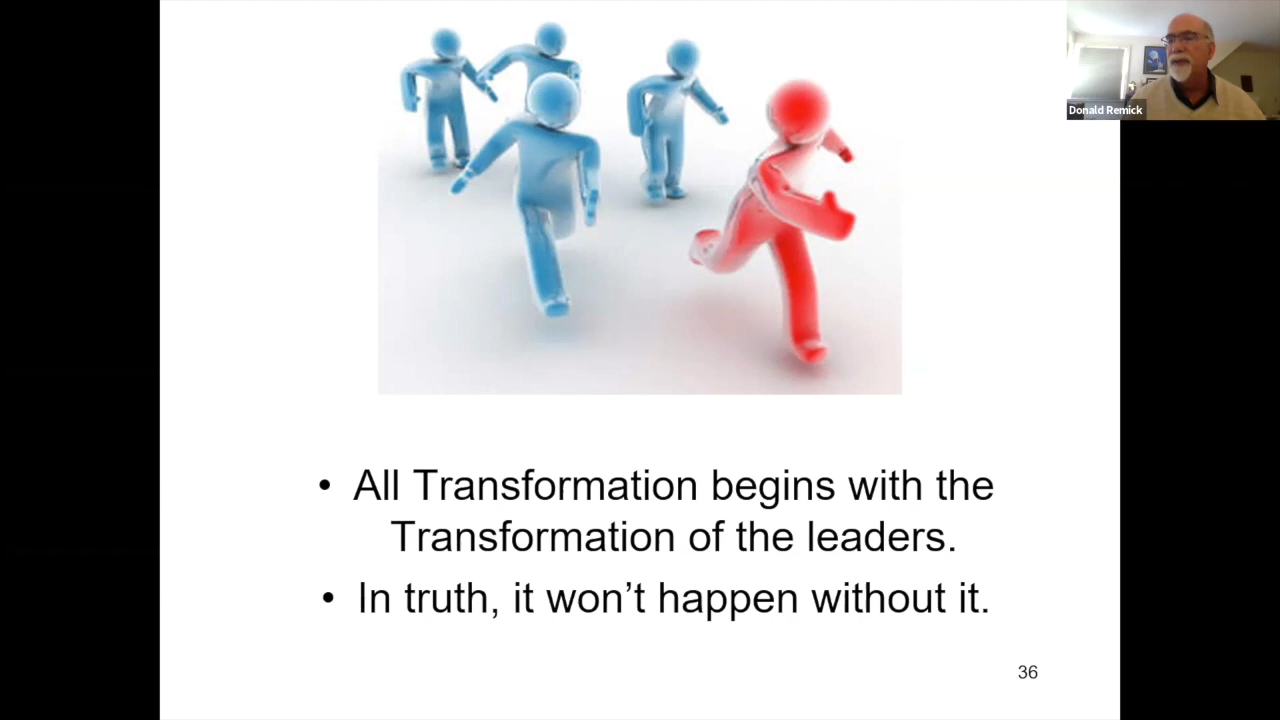 Donald Remick
• All Transformation begins with the
Transformation of the leaders.
• In truth, it won’t happen without it.
36